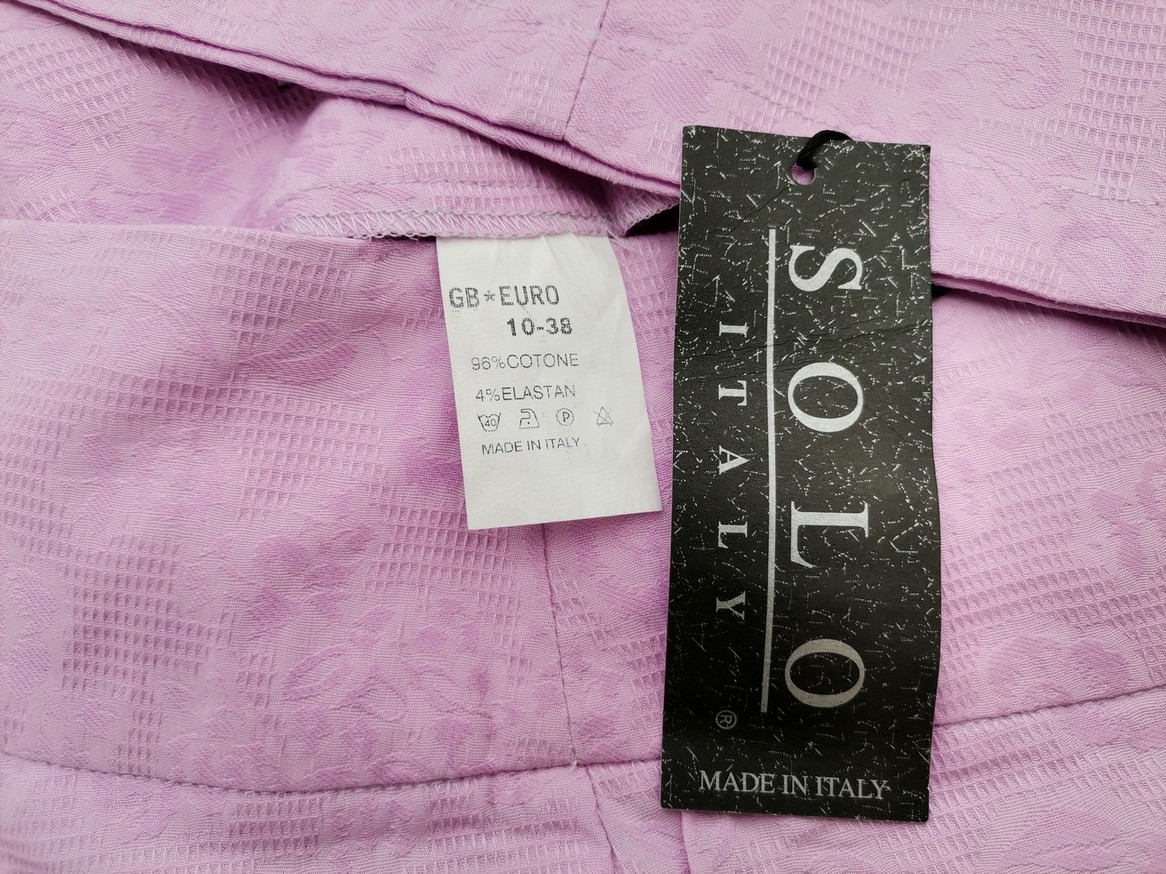 GB*EURO
10-38
96%COTONE
4%ELASTAN
40 P
MADE IN ITALY
SOLO
ITALY
®
MADE IN ITALY